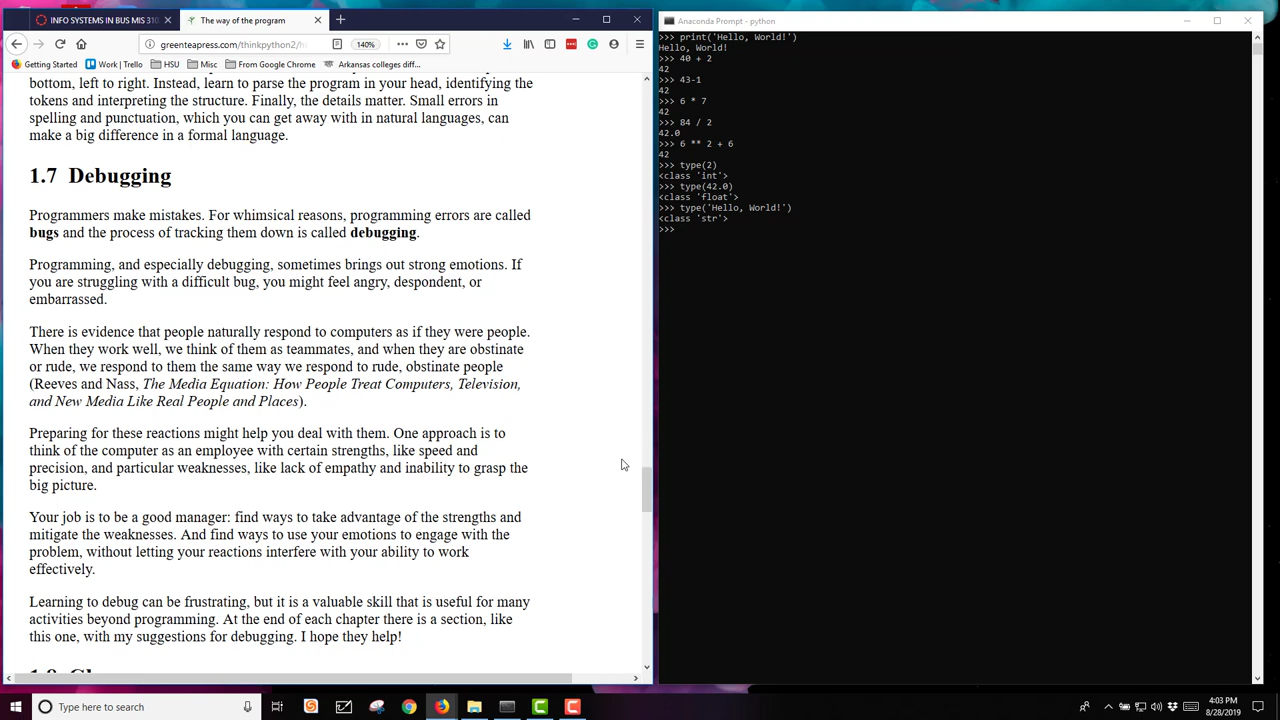 INFO SYSTEMS IN BUS MIS 310
The way of the program
greenteapress.com/thinkpython2/h
140%
Getting Started
Work | Trello
HSU
Misc
From Google Chrome
Arkansas colleges diff...
bottom, left to right. Instead, learn to parse the program in your head, identifying the
tokens and interpreting the structure. Finally, the details matter. Small errors in
spelling and punctuation, which you can get away with in natural languages, can
make a big difference in a formal language.
1.7 Debugging
Programmers make mistakes. For whimsical reasons, programming errors are called
bugs and the process of tracking them down is called debugging.
Programming, and especially debugging, sometimes brings out strong emotions. If
you are struggling with a difficult bug, you might feel angry, despondent, or
embarrassed.
There is evidence that people naturally respond to computers as if they were people.
When they work well, we think of them as teammates, and when they are obstinate
or rude, we respond to them the same way we respond to rude, obstinate people
(Reeves and Nass, The Media Equation: How People Treat Computers, Television,
and New Media Like Real People and Places).
Preparing for these reactions might help you deal with them. One approach is to
think of the computer as an employee with certain strengths, like speed and
precision, and particular weaknesses, like lack of empathy and inability to grasp the
big picture.
Your job is to be a good manager: find ways to take advantage of the strengths and
mitigate the weaknesses. And find ways to use your emotions to engage with the
problem, without letting your reactions interfere with your ability to work
effectively.
Learning to debug can be frustrating, but it is a valuable skill that is useful for many
activities beyond programming. At the end of each chapter there is a section, like
this one, with my suggestions for debugging. I hope they help!
Anaconda Prompt - python
>>> print('Hello, World!')
Hello, World!
>>> 40 + 2
42
>>> 43-1
42
>>> 6 * 7
42
>>> 84 / 2
42.0
>>> 6 ** 2 + 6
42
>>> type(2)
<class 'int'>
>>> type(42.0)
<class 'float'>
>>> type('Hello, World!')
<class 'str'>
>>>
Type here to search
4:03 PM
8/28/2019